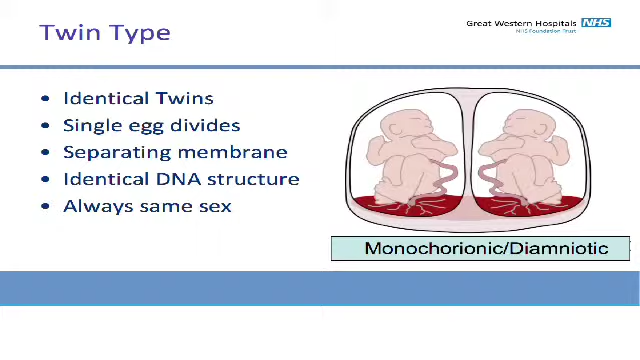 Twin Type
Great Western Hospitals NHS
NHS Foundation Trust
• Identical Twins
• Single egg divides
• Separating membrane
• Identical DNA structure
• Always same sex
Monochorionic/Diamniotic